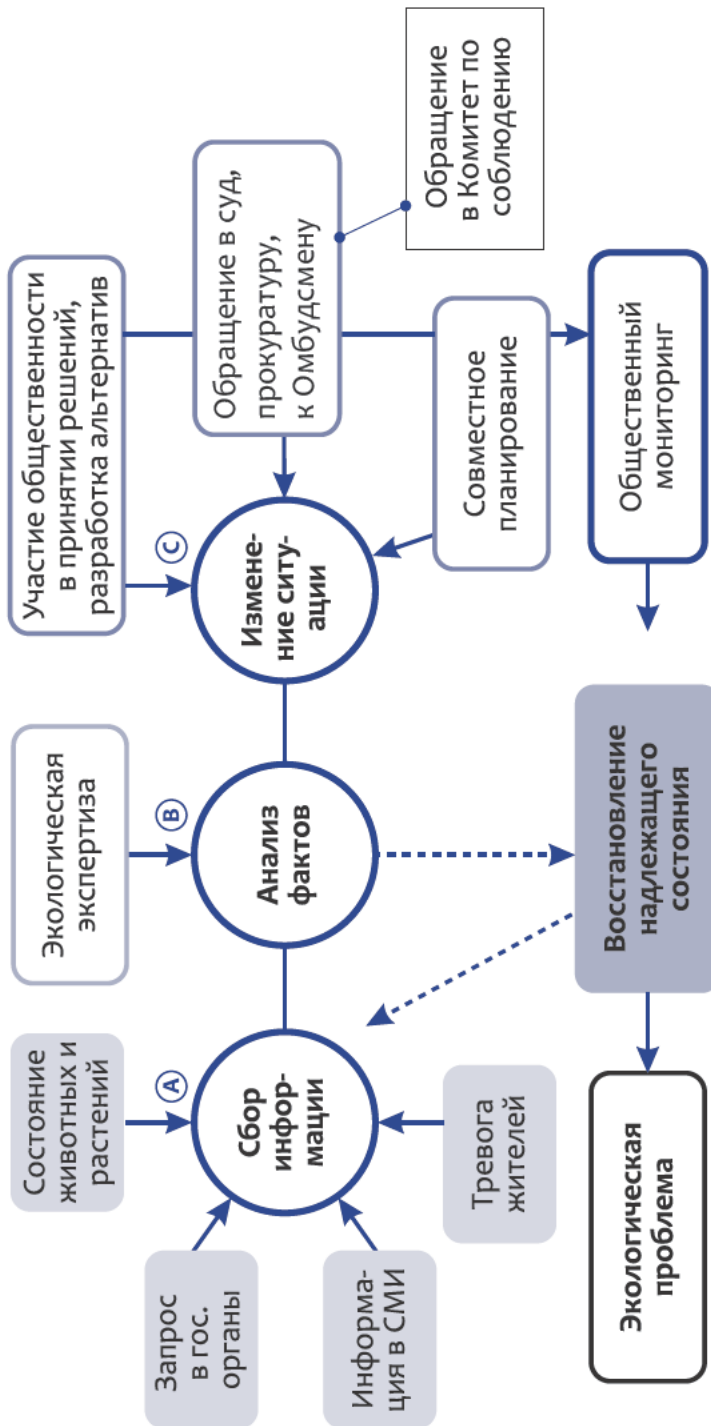 Состояние
животных и
растений
Запрос
в гос.
органы
Информа-
ция в СМИ
Тревога
жителей
A
Сбор
инфор-
мации
Экологическая
экспертиза
B
Анализ
фактов
Участие общественности
в принятии решений,
разработка альтернатив
C
Измене-
ние ситу-
ации
Обращение в суд,
прокуратуру,
к Омбудсмену
Обращение
в Комитет по
соблюдению
Совместное
планирование
Экологическая
проблема
Восстановление
надлежащего
состояния
Общественный
мониторинг